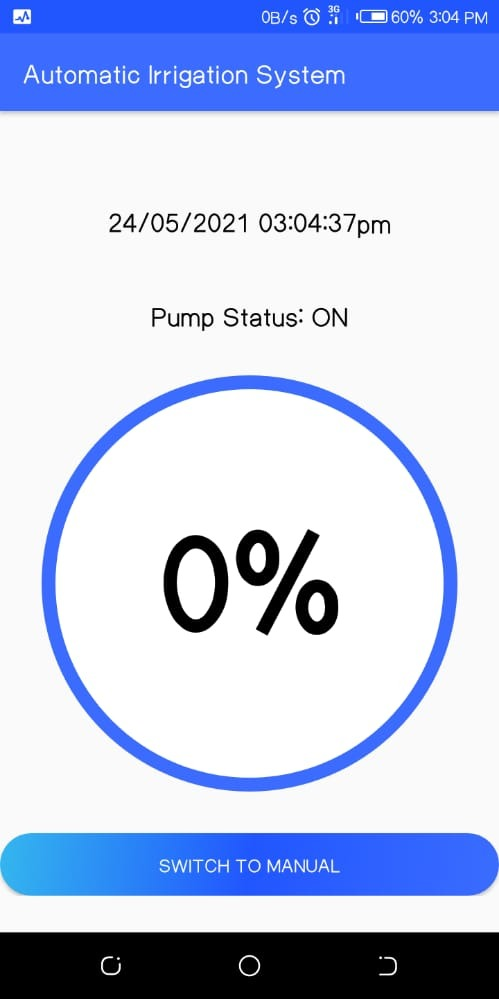 0B/s 3G 60% 3:04 PM
Automatic Irrigation System
24/05/2021 03:04:37pm
Pump Status: ON
0%
SWITCH TO MANUAL